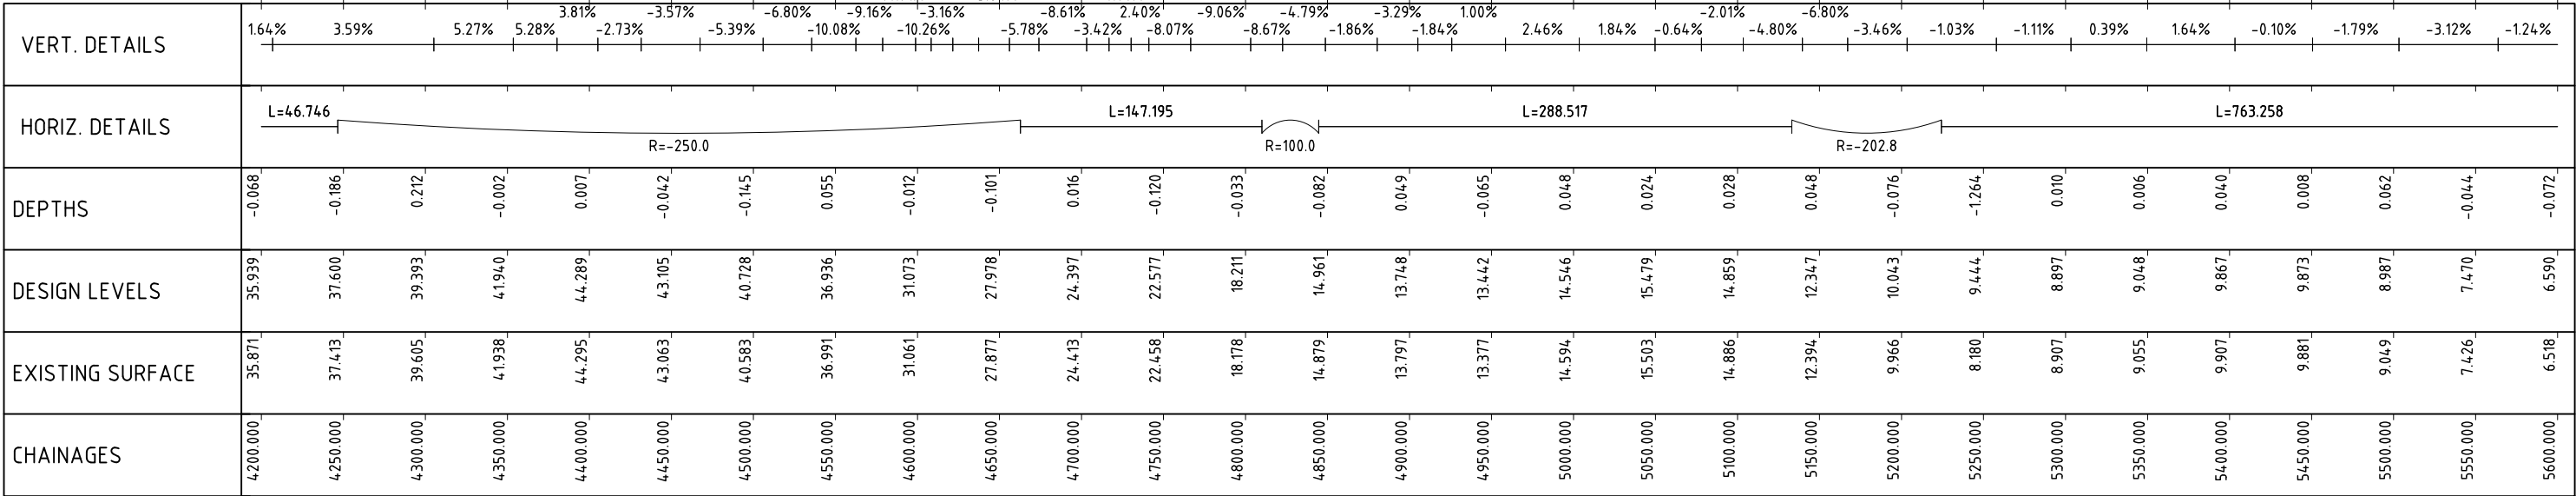 3.81% -3.57% -6.80% -9.16% -3.16% -8.61% 2.40% -9.06% -4.79% -3.29% 1.00% -2.01% -6.80%
VERT. DETAILS 1.64% 3.59% 5.27% 5.28% -2.73% -5.39% -10.08% -10.26% -5.78% -3.42% -8.07% -8.67% -1.86% -1.84% 2.46% 1.84% -0.64% -4.80% -3.46% -1.03% -1.11% 0.39% 1.64% -0.10% -1.79% -3.12% -1.24%
HORIZ. DETAILS L=46.746 L=147.195 L=288.517 L=763.258
R=-250.0 R=100.0 R=-202.8
DEPTHS -0.068 -0.186 0.212 -0.002 0.007 -0.042 -0.145 0.055 -0.012 -0.101 0.016 -0.120 -0.033 -0.082 0.049 -0.065 0.048 0.024 0.028 0.048 -0.076 -1.264 0.010 0.006 0.040 0.008 0.062 -0.044 -0.072
DESIGN LEVELS 35.939 37.600 39.393 41.940 44.289 43.105 40.728 36.936 31.073 27.978 24.397 22.577 18.211 14.961 13.748 13.442 14.546 15.479 14.859 12.347 10.043 9.444 8.897 9.048 9.867 9.873 8.987 7.470 6.590
EXISTING SURFACE 35.871 37.413 39.605 41.938 44.295 43.063 40.583 36.991 31.061 27.877 24.413 22.458 18.178 14.879 13.797 13.377 14.594 15.503 14.886 12.394 9.966 8.180 8.907 9.055 9.907 9.881 9.049 7.426 6.518
CHAINAGES 4200.000 4250.000 4300.000 4350.000 4400.000 4450.000 4500.000 4550.000 4600.000 4650.000 4700.000 4750.000 4800.000 4850.000 4900.000 4950.000 5000.000 5050.000 5100.000 5150.000 5200.000 5250.000 5300.000 5350.000 5400.000 5450.000 5500.000 5550.000 5600.000